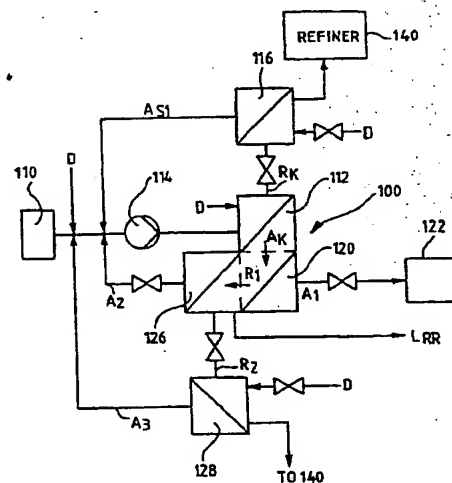 REFINER
140
116
AS1
D
RK
110
D
114
D
112
100
AK
122
R1
120
A2
126
A1
LRR
R2
D
A3
128
TO 140